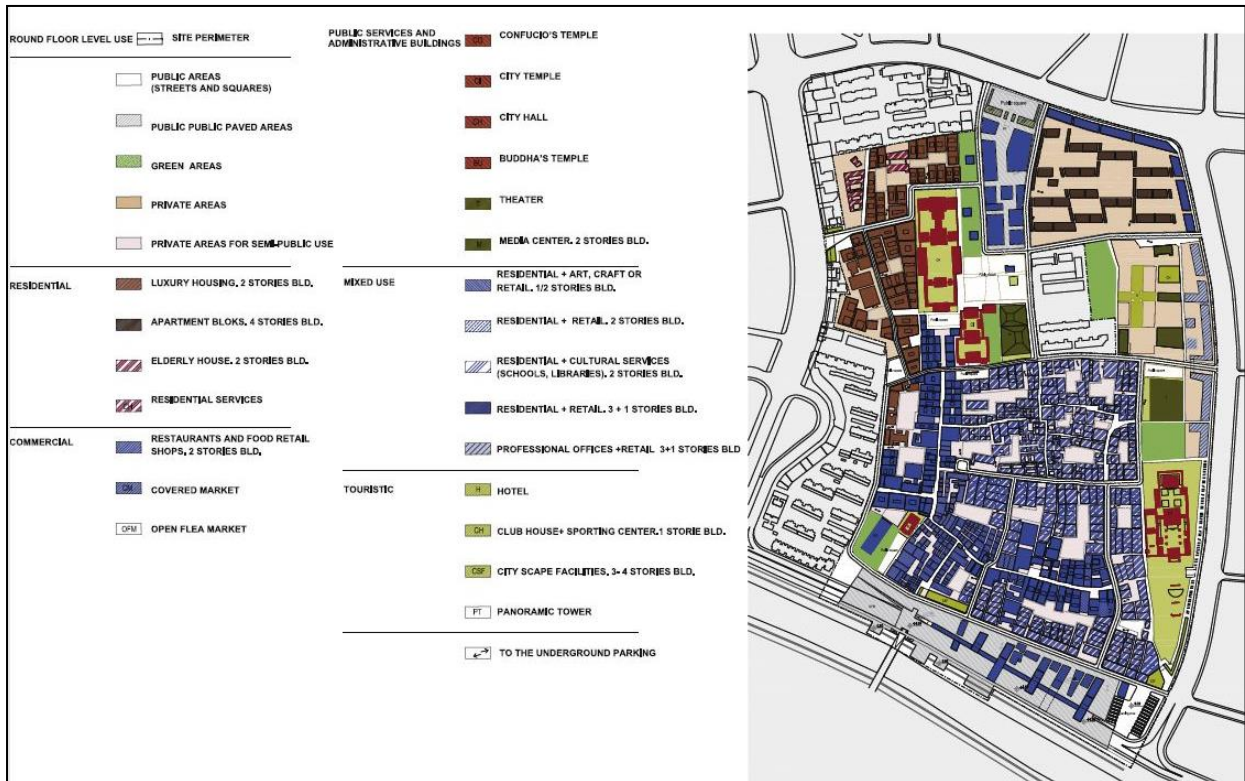 ROUND FLOOR LEVEL USE
SITE PERIMETER
PUBLIC AREAS
(STREETS AND SQUARES)
PUBLIC PUBLIC PAVED AREAS
GREEN AREAS
PRIVATE AREAS
PRIVATE AREAS FOR SEMI-PUBLIC USE
RESIDENTIAL
LUXURY HOUSING. 2 STORIES BLD.
APARTMENT BLOKS. 4 STORIES BLD.
ELDERLY HOUSE. 2 STORIES BLD.
RESIDENTIAL SERVICES
COMMERCIAL
RESTAURANTS AND FOOD RETAIL
SHOPS. 2 STORIES BLD.
CM COVERED MARKET
OFM OPEN FLEA MARKET
PUBLIC SERVICES AND
ADMINISTRATIVE BUILDINGS
CO CONFUCIO'S TEMPLE
CITY TEMPLE
CH CITY HALL
BU BUDDHA'S TEMPLE
THEATER
M MEDIA CENTER. 2 STORIES BLD.
MIXED USE
RESIDENTIAL + ART, CRAFT OR
RETAIL. 1/2 STORIES BLD.
RESIDENTIAL + RETAIL. 2 STORIES BLD.
RESIDENTIAL + CULTURAL SERVICES
(SCHOOLS, LIBRARIES). 2 STORIES BLD.
RESIDENTIAL + RETAIL. 3 + 1 STORIES BLD.
PROFESSIONAL OFFICES +RETAIL 3+1 STORIES BLD
TOURISTIC
H HOTEL
CH CLUB HOUSE+ SPORTING CENTER.1 STORIE BLD.
CSF CITY SCAPE FACILITIES. 3-4 STORIES BLD.
PT PANORAMIC TOWER
TO THE UNDERGROUND PARKING
Public square